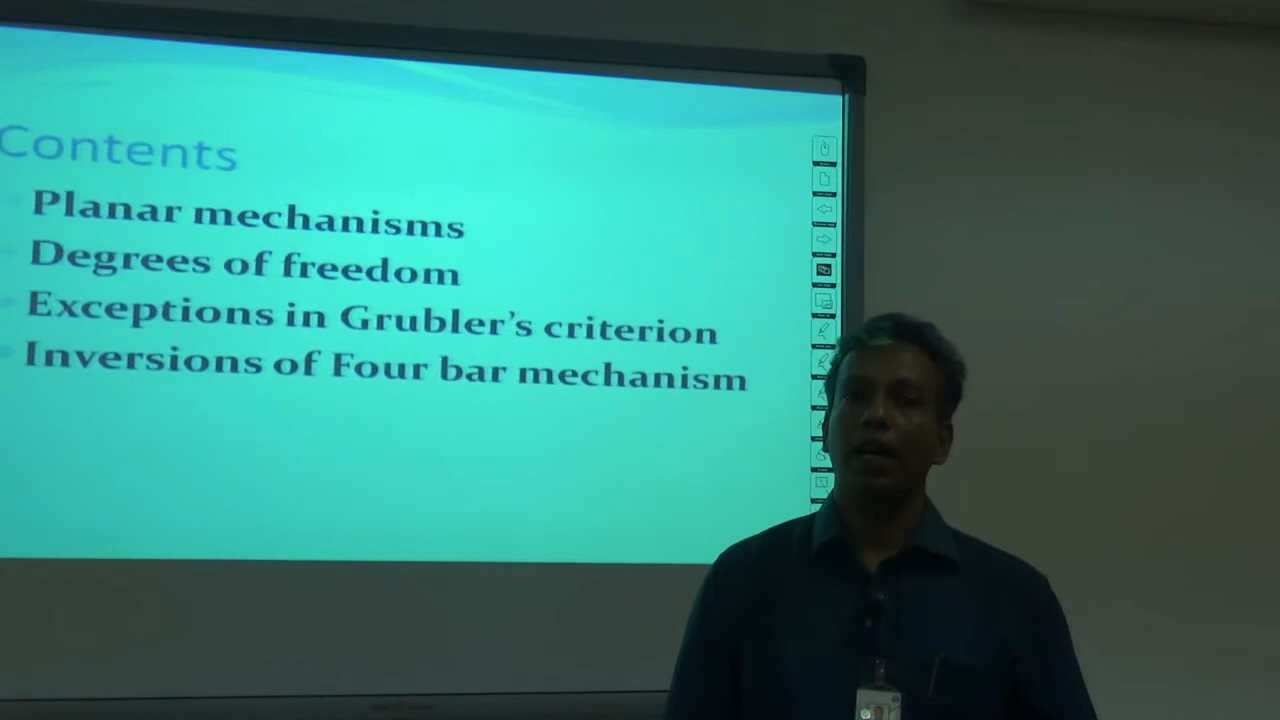 Contents
Planar mechanisms
Degrees of freedom
Exceptions in Grubler's criterion
Inversions of Four bar mechanism